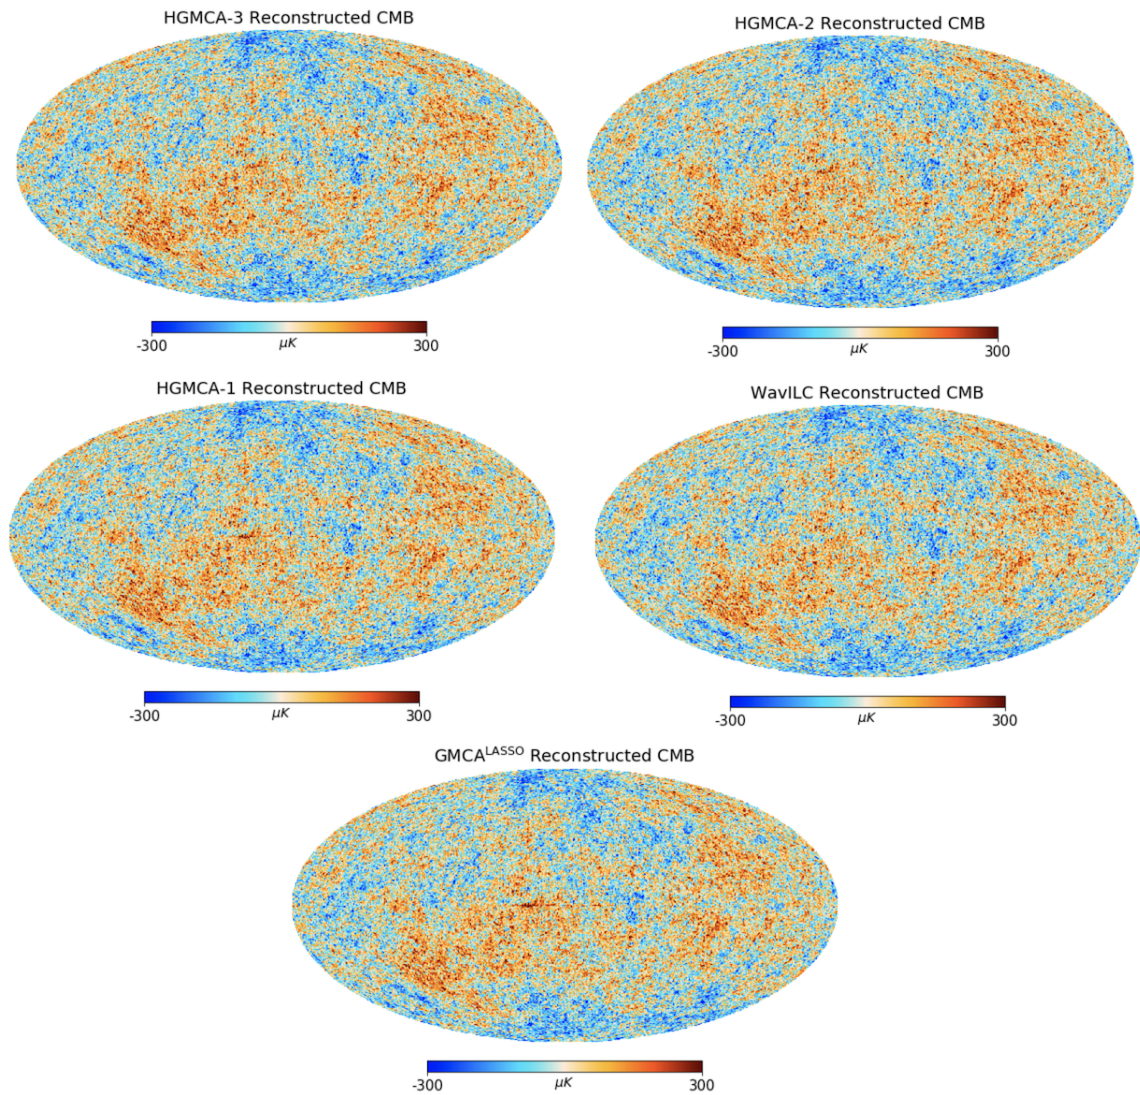 HGMCA-3 Reconstructed CMB
HGMCA-2 Reconstructed CMB
-300 μK 300
-300 μK 300
HGMCA-1 Reconstructed CMB
WavILC Reconstructed CMB
-300 μK 300
-300 μK 300
GMCA^LASSO Reconstructed CMB
-300 μK 300